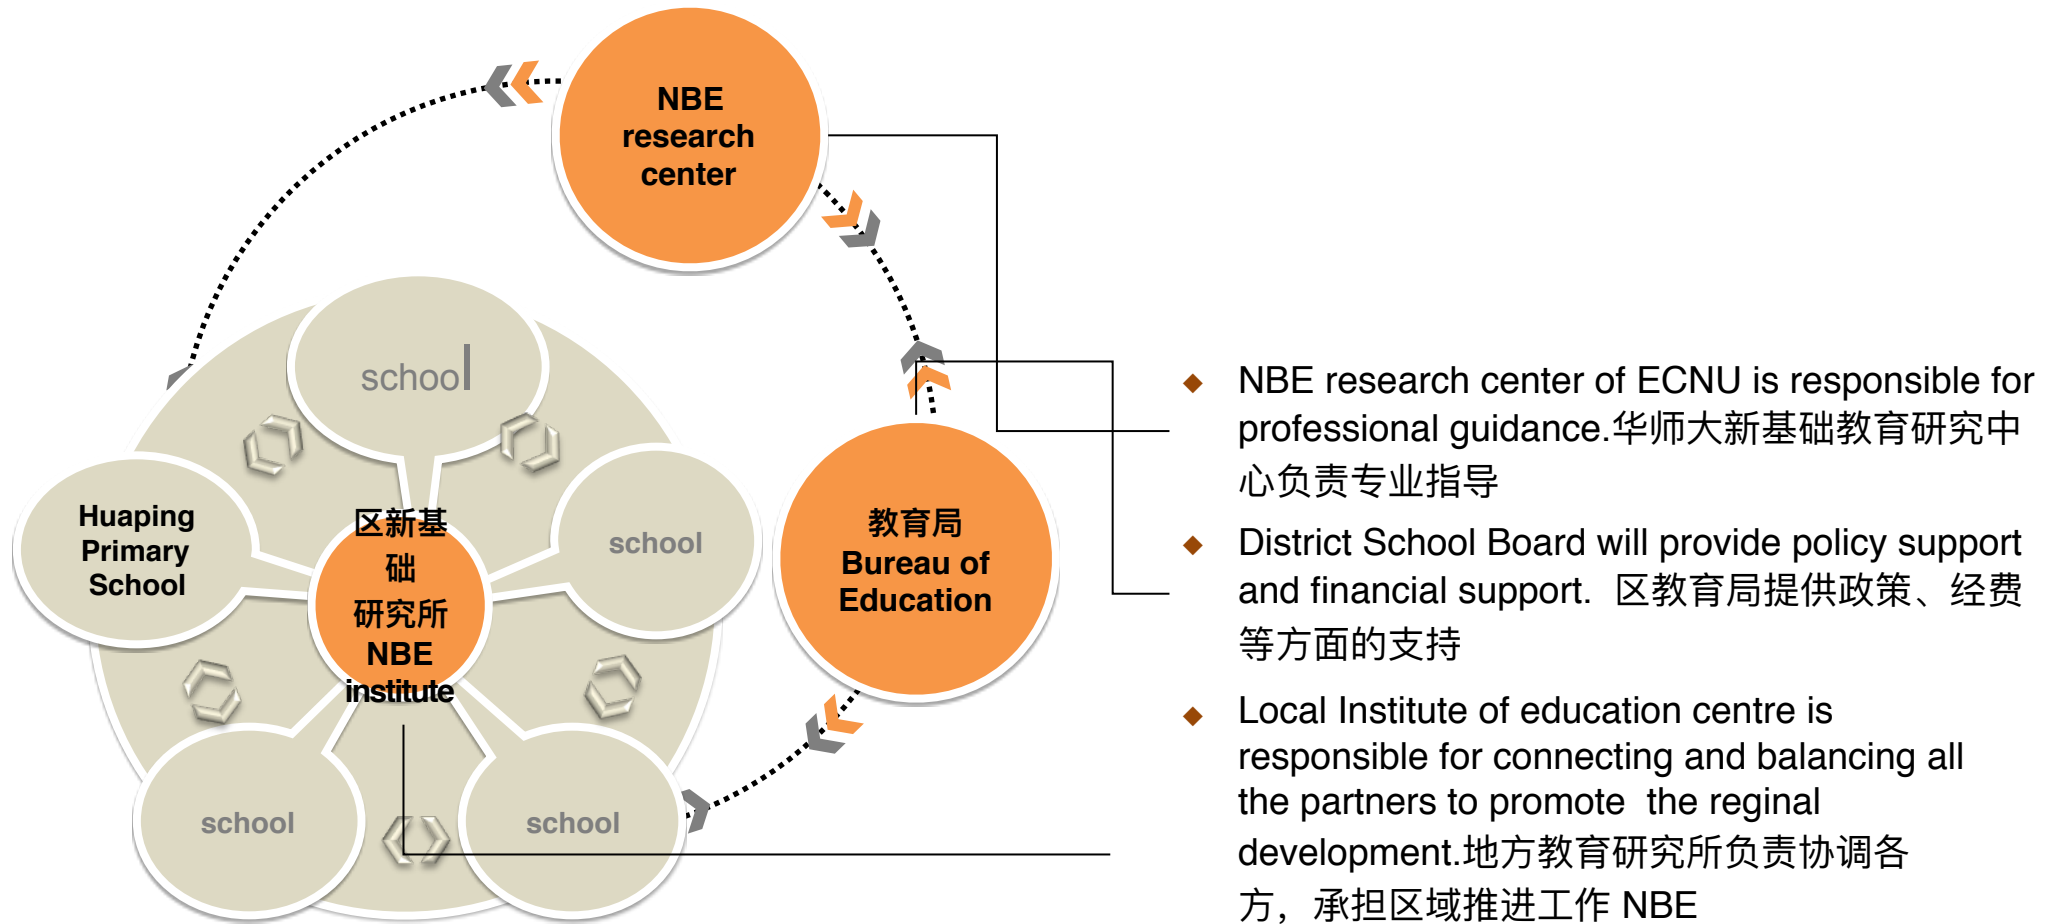 NBE
research
center
school
Huaping
Primary
School
区新基
础
研究所
NBE
institute
school
教育局
Bureau of
Education
school
school
NBE research center of ECNU is responsible for
professional guidance.华师大新基础教育研究中
心负责专业指导
District School Board will provide policy support
and financial support. 区教育局提供政策、经费
等方面的支持
Local Institute of education centre is
responsible for connecting and balancing all
the partners to promote the reginal
development.地方教育研究所负责协调各
方，承担区域推进工作 NBE